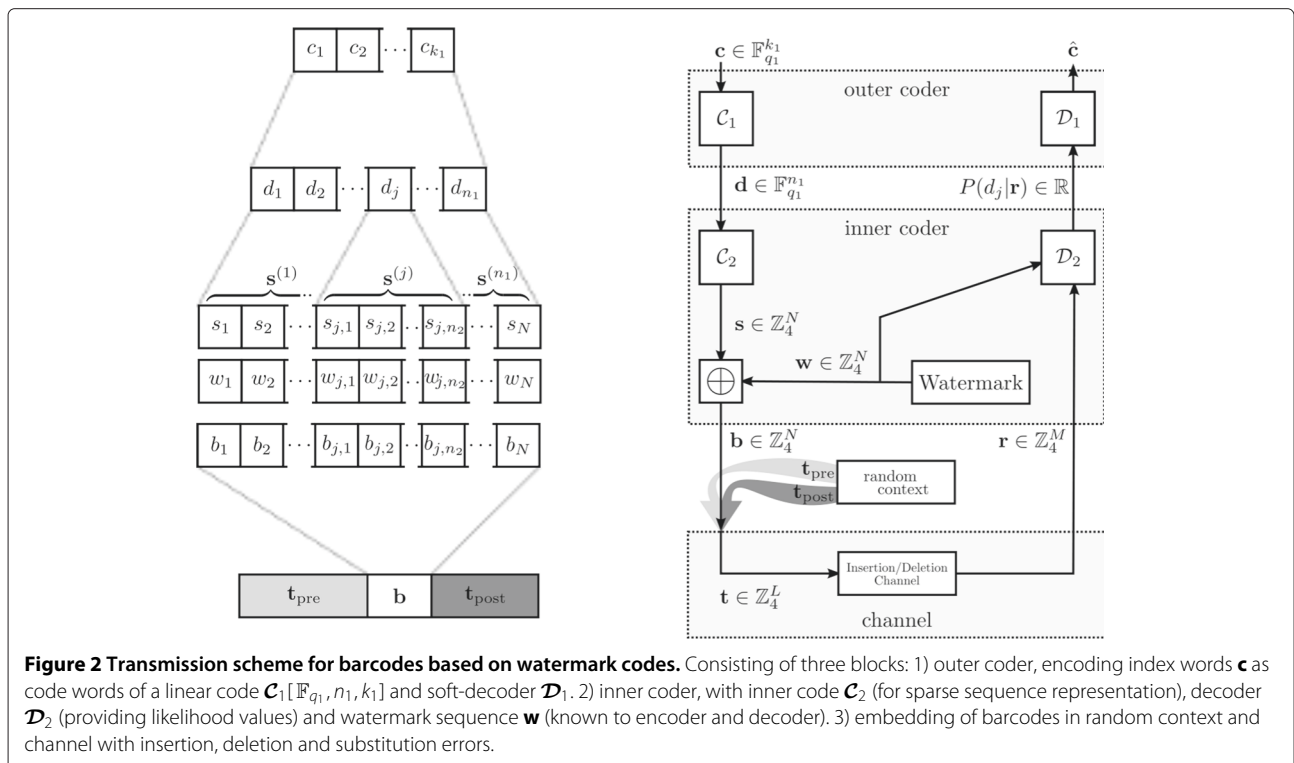 c₁ c₂ ⋯ c_{k₁}
d₁ d₂ ⋯ d_j ⋯ d_{n₁}
s⁽¹⁾ ⋯ s⁽ʲ⁾ ⋯ s^{(n₁)}
s₁ s₂ ⋯ s_{j,1} s_{j,2} ⋯ s_{j,n₂} ⋯ s_N
w₁ w₂ ⋯ w_{j,1} w_{j,2} ⋯ w_{j,n₂} ⋯ w_N
b₁ b₂ ⋯ b_{j,1} b_{j,2} ⋯ b_{j,n₂} ⋯ b_N
t_pre b t_post
c ∈ 𝔽_{q₁}^{k₁} ĉ
outer coder
𝒞₁ 𝒟₁
d ∈ 𝔽_{q₁}^{n₁} P(d_j|r) ∈ ℝ
inner coder
𝒞₂ 𝒟₂
s ∈ ℤ₄^N
w ∈ ℤ₄^N
⊕ Watermark
b ∈ ℤ₄^N r ∈ ℤ₄^M
t_pre
t_post
random
context
Insertion/Deletion
Channel
t ∈ ℤ₄^L
channel
Figure 2 Transmission scheme for barcodes based on watermark codes. Consisting of three blocks: 1) outer coder, encoding index words c as
code words of a linear code 𝒞₁[𝔽_{q₁}, n₁, k₁] and soft-decoder 𝒟₁. 2) inner coder, with inner code 𝒞₂ (for sparse sequence representation), decoder
𝒟₂ (providing likelihood values) and watermark sequence w (known to encoder and decoder). 3) embedding of barcodes in random context and
channel with insertion, deletion and substitution errors.